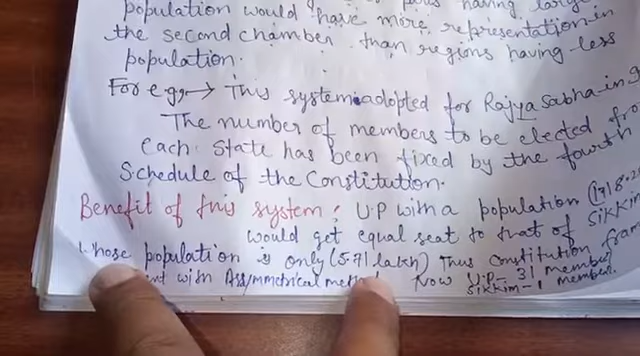 population would have more representation in
the second chamber than regions having less
population.
For eg → This system adopted for Rajya Sabha in
The number of members to be elected
each state has been fixed by the fourth
Schedule of the Constitution.
Benefit of this system: U.P with a population
would get equal seat to that of Sikkim
whose population is only (5.71 lakh) Thus constitution
with Assymmetrical Now U.P- 31 member
Sikkim-1 member.